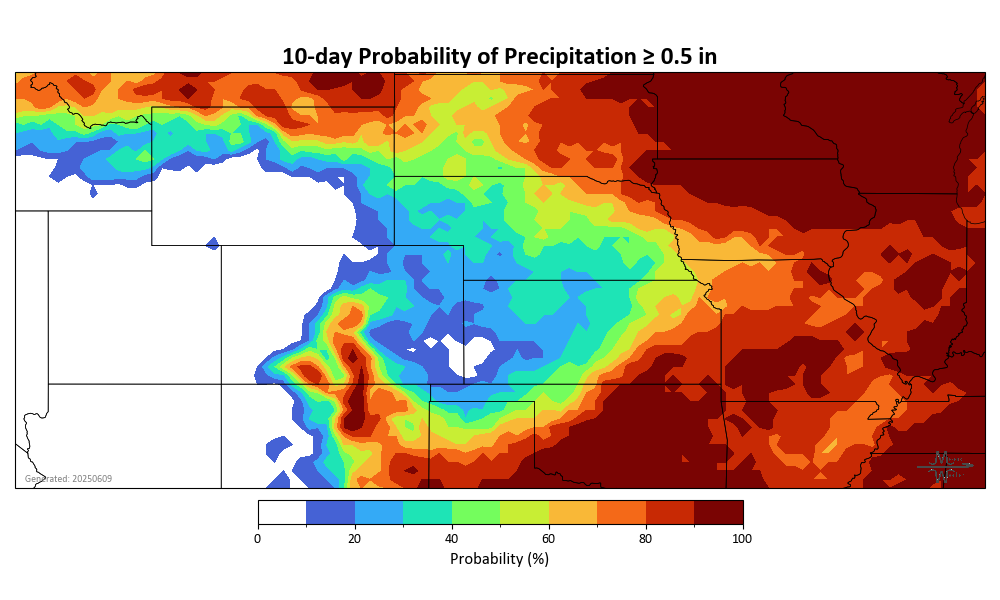 10-day Probability of Precipitation ≥ 0.5 in
Generated: 20250609
0 20 40 60 80 100
Probability (%)